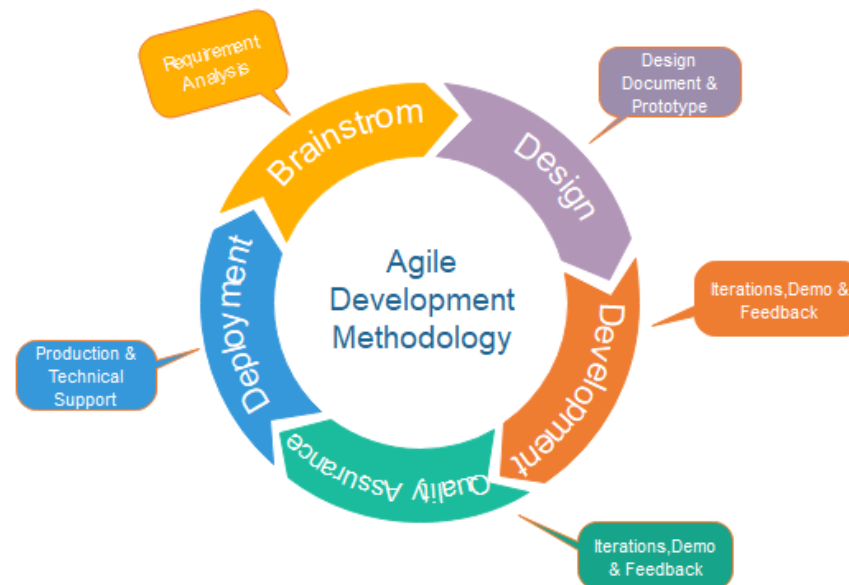 Requirement
Analysis
Brainstrom
Design
Document &
Prototype
Design
Agile
Development
Methodology
Iterations,Demo &
Feedback
Development
Iterations,Demo
& Feedback
Quality Assurance
Production &
Technical
Support
Deployment